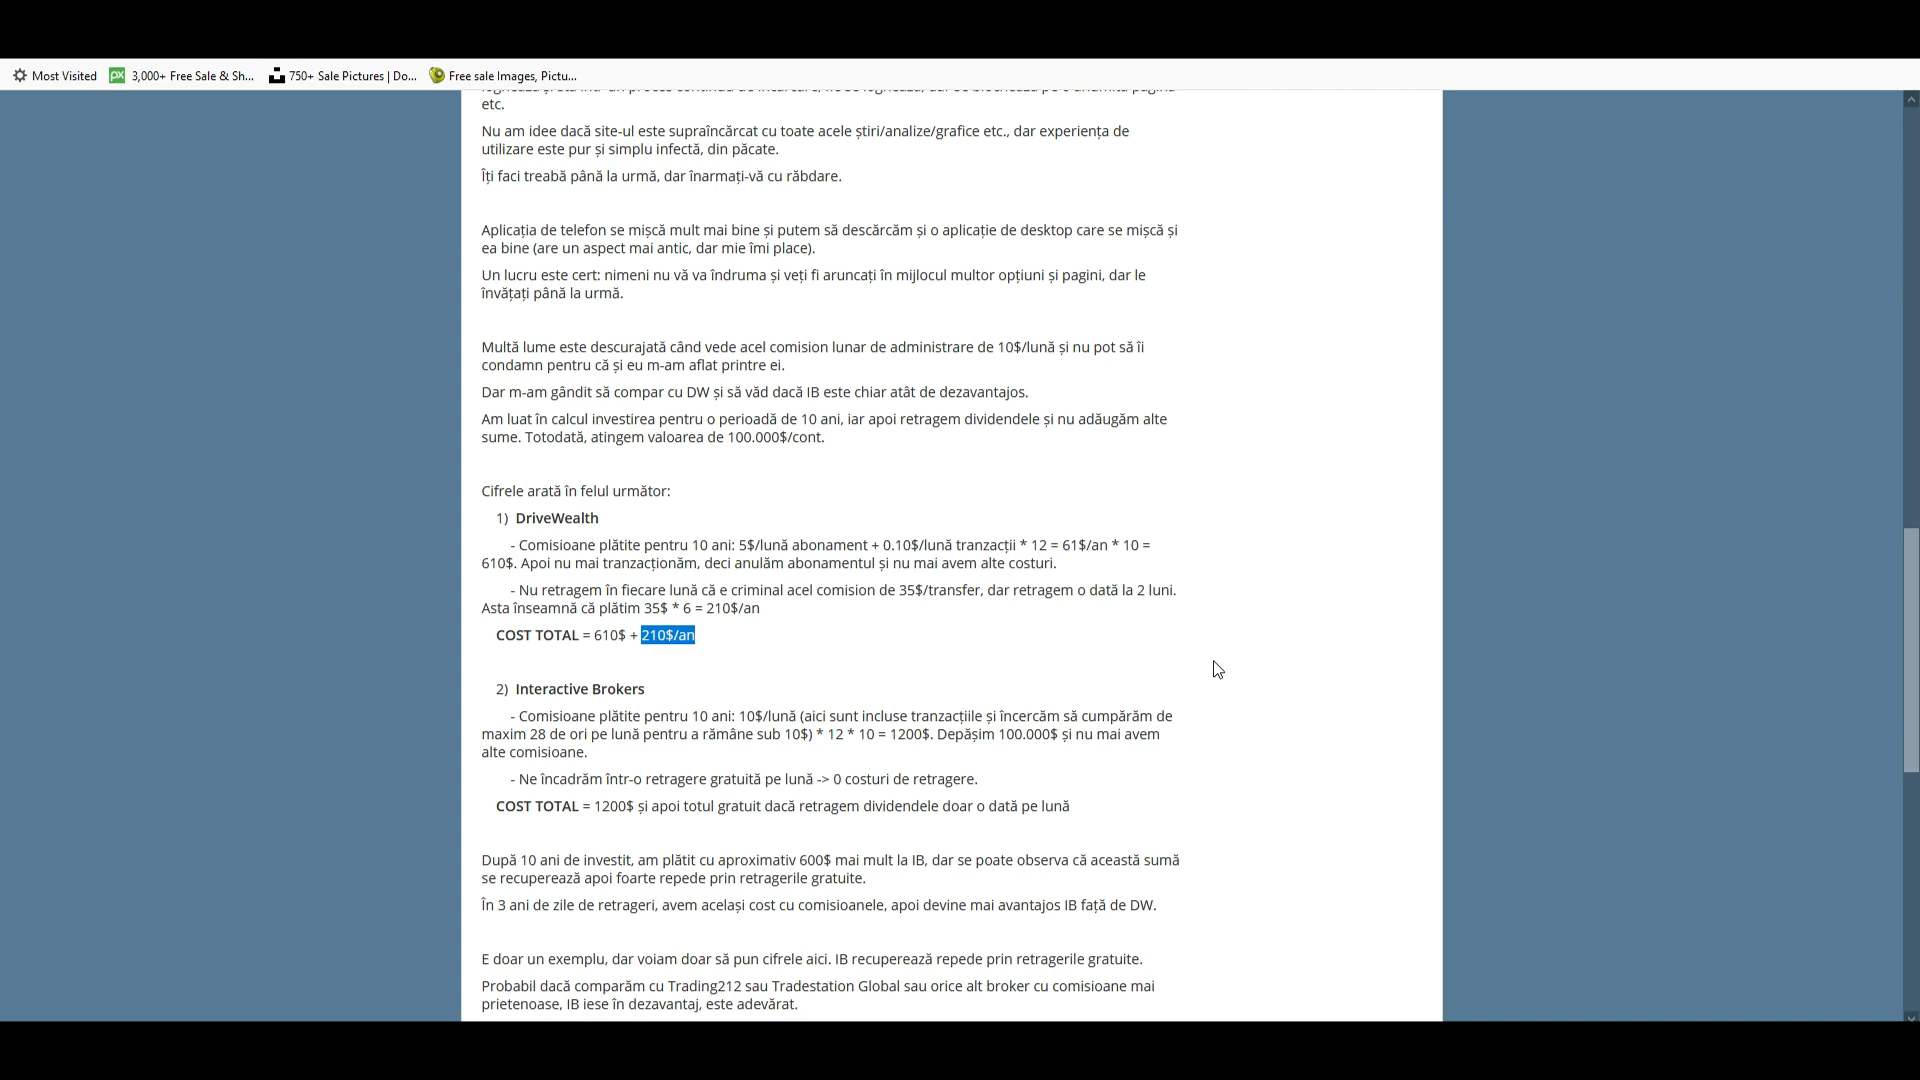 Most Visited 3,000+ Free Sale & Sh... 750+ Sale Pictures | Do... Free sale Images, Pictu...
etc.
Nu am idee dacă site-ul este supraîncărcat cu toate acele știri/analize/grafice etc., dar experiența de
utilizare este pur și simplu infectă, din păcate.
Îți faci treabă până la urmă, dar înarmați-vă cu răbdare.
Aplicația de telefon se mișcă mult mai bine și putem să descărcăm și o aplicație de desktop care se mișcă și
ea bine (are un aspect mai antic, dar mie îmi place).
Un lucru este cert: nimeni nu vă va îndruma și veți fi aruncați în mijlocul multor opțiuni și pagini, dar le
învățați până la urmă.
Multă lume este descurajată când vede acel comision lunar de administrare de 10$/lună și nu pot să îi
condamn pentru că și eu m-am aflat printre ei.
Dar m-am gândit să compar cu DW și să văd dacă IB este chiar atât de dezavantajos.
Am luat în calcul investirea pentru o perioadă de 10 ani, iar apoi retragem dividendele și nu adăugăm alte
sume. Totodată, atingem valoarea de 100.000$/cont.
Cifrele arată în felul următor:
1) DriveWealth
- Comisioane plătite pentru 10 ani: 5$/lună abonament + 0.10$/lună tranzacții * 12 = 61$/an * 10 =
610$. Apoi nu mai tranzacționăm, deci anulăm abonamentul și nu mai avem alte costuri.
- Nu retragem în fiecare lună că e criminal acel comision de 35$/transfer, dar retragem o dată la 2 luni.
Asta înseamnă că plătim 35$ * 6 = 210$/an
COST TOTAL = 610$ + 210$/an
2) Interactive Brokers
- Comisioane plătite pentru 10 ani: 10$/lună (aici sunt incluse tranzacțiile și încercăm să cumpărăm de
maxim 28 de ori pe lună pentru a rămâne sub 10$) * 12 * 10 = 1200$. Depășim 100.000$ și nu mai avem
alte comisioane.
- Ne încadrăm într-o retragere gratuită pe lună -> 0 costuri de retragere.
COST TOTAL = 1200$ și apoi totul gratuit dacă retragem dividendele doar o dată pe lună
După 10 ani de investit, am plătit cu aproximativ 600$ mai mult la IB, dar se poate observa că această sumă
se recuperează apoi foarte repede prin retragerile gratuite.
În 3 ani de zile de retrageri, avem același cost cu comisioanele, apoi devine mai avantajos IB față de DW.
E doar un exemplu, dar voiam doar să pun cifrele aici. IB recuperează repede prin retragerile gratuite.
Probabil dacă comparăm cu Trading212 sau Tradestation Global sau orice alt broker cu comisioane mai
prietenoase, IB iese în dezavantaj, este adevărat.